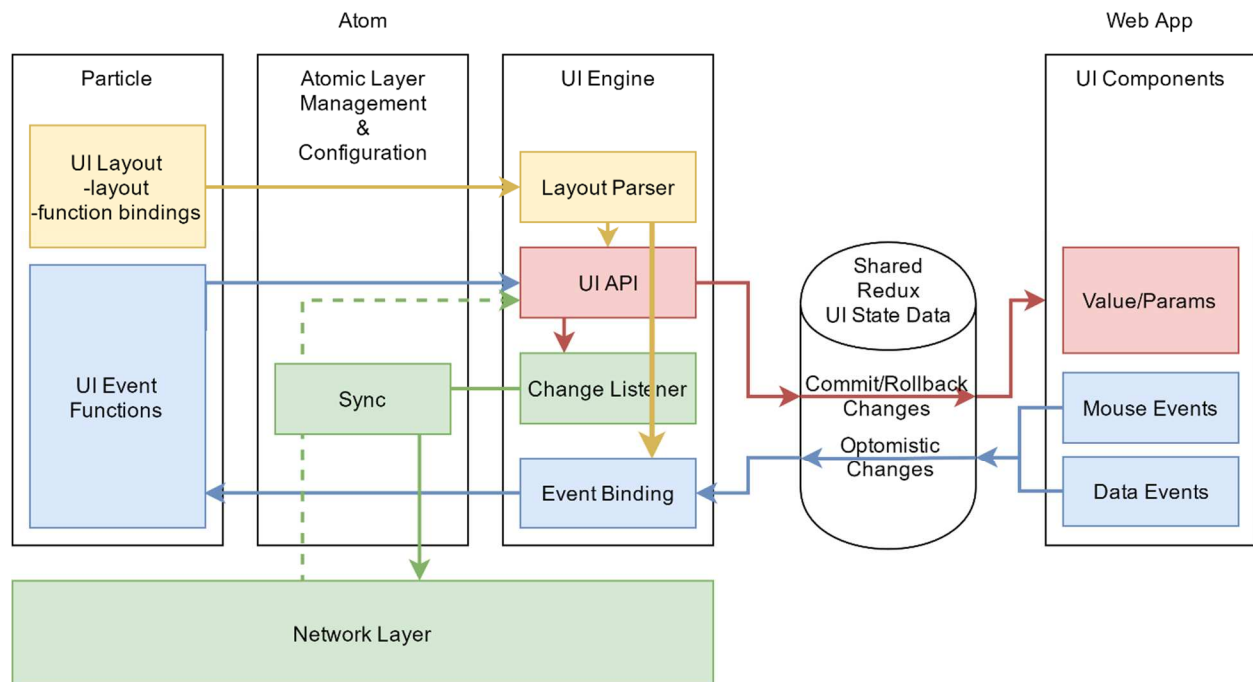 Atom
Web App
Particle
Atomic Layer
Management
&
Configuration
UI Engine
UI Components
UI Layout
-layout
-function bindings
Layout Parser
UI API
Shared
Redux
UI State Data
Value/Params
UI Event
Functions
Sync
Change Listener
Commit/Rollback
Changes
Mouse Events
Optomistic
Changes
Event Binding
Data Events
Network Layer